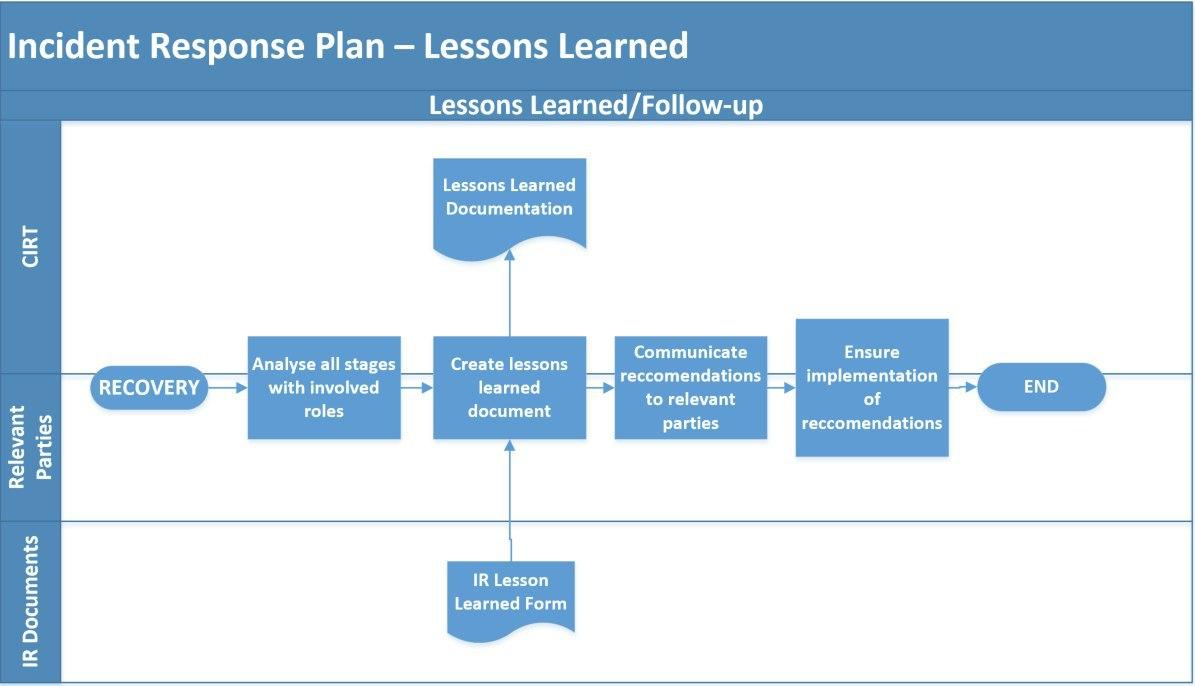 Incident Response Plan – Lessons Learned
Lessons Learned/Follow-up
CIRT
Lessons Learned
Documentation
RECOVERY
Analyse all stages
with involved
roles
Create lessons
learned
document
Communicate
reccomendations
to relevant
parties
Ensure
implementation
of
reccomendations
END
Relevant
Parties
IR Documents
IR Lesson
Learned Form